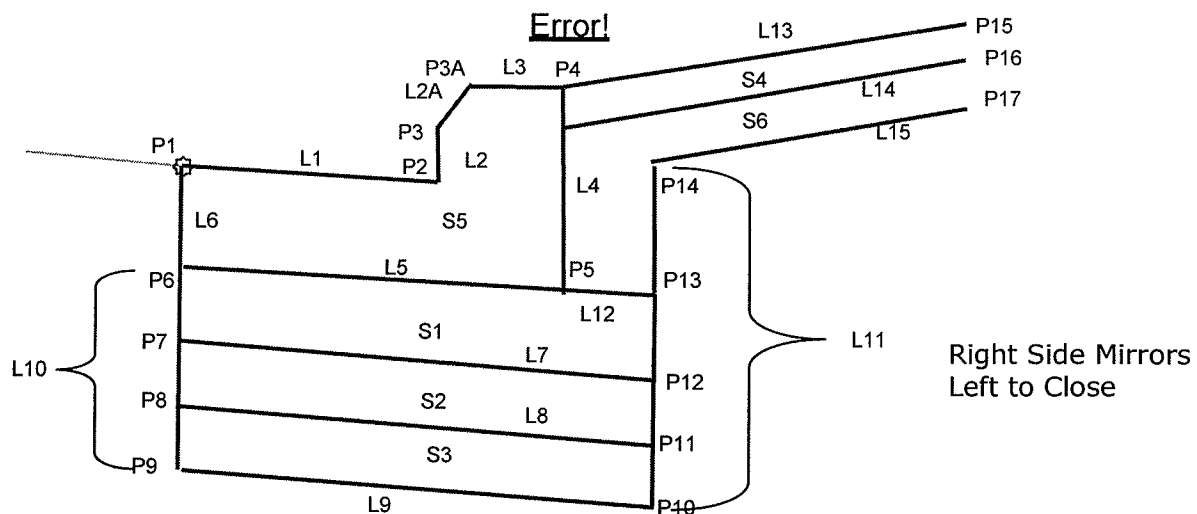 Error!
L13
P15
P3A
L3
P4
P16
L2A
S4
L14
P17
P3
S6
L15
P1
L1
P2
L2
P14
L4
L6
S5
L5
P5
P13
P6
L12
S1
P7
L7
L11
L10
P12
Right Side Mirrors
Left to Close
P8
S2
L8
P11
S3
P9
L9
P10